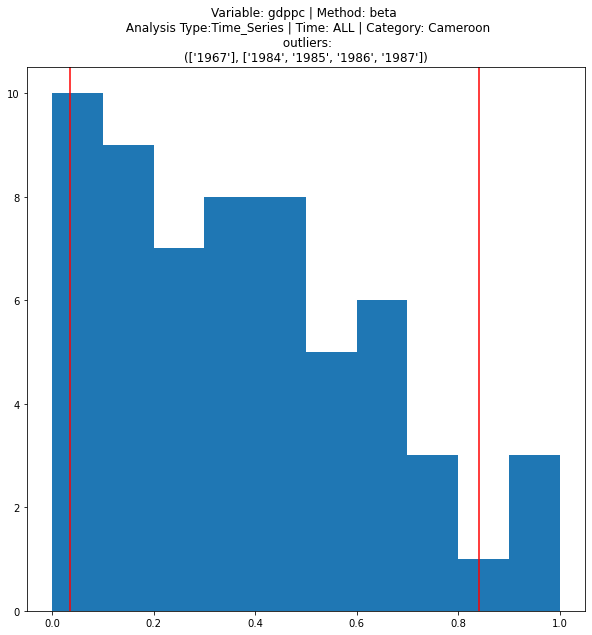 Variable: gdppc | Method: beta
Analysis Type:Time_Series | Time: ALL | Category: Cameroon
outliers:
(['1967'], ['1984', '1985', '1986', '1987'])
10
8
6
4
2
0
0.0 0.2 0.4 0.6 0.8 1.0